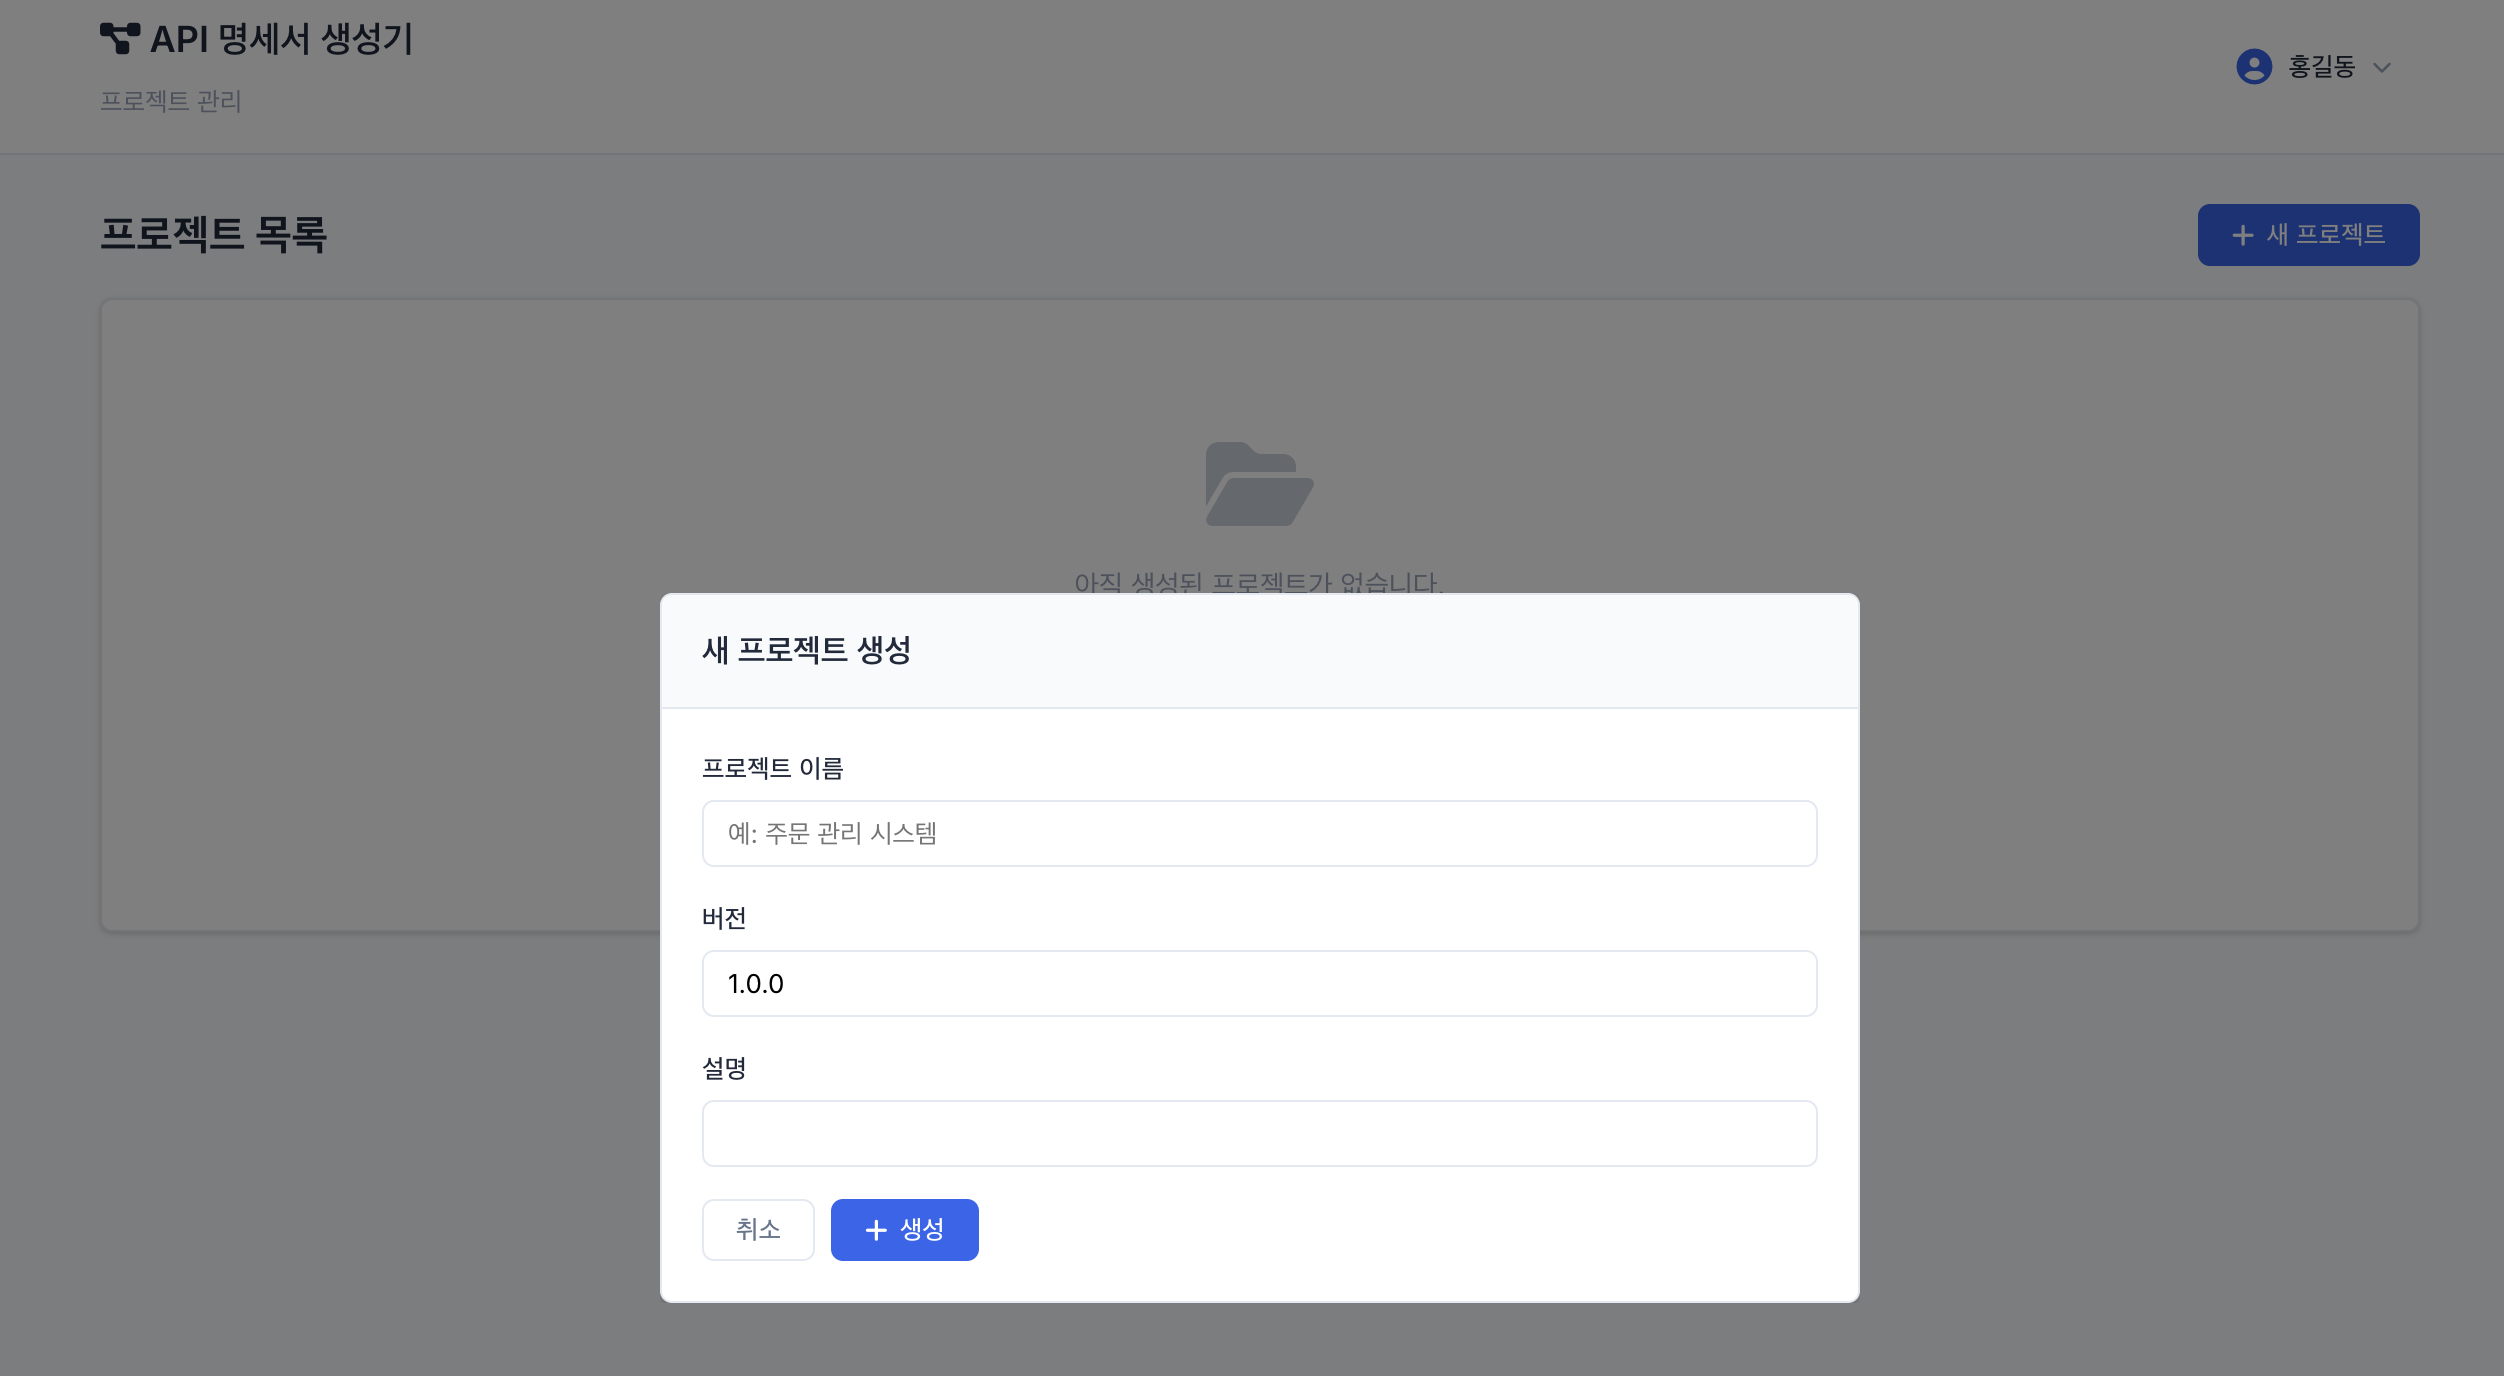 API 명세서 생성기
프로젝트 관리
홍길동
프로젝트 목록
새 프로젝트
아직 생성된 프로젝트가 없습니다.
새 프로젝트 생성
프로젝트 이름
예: 주문 관리 시스템
버전
1.0.0
설명
취소
생성